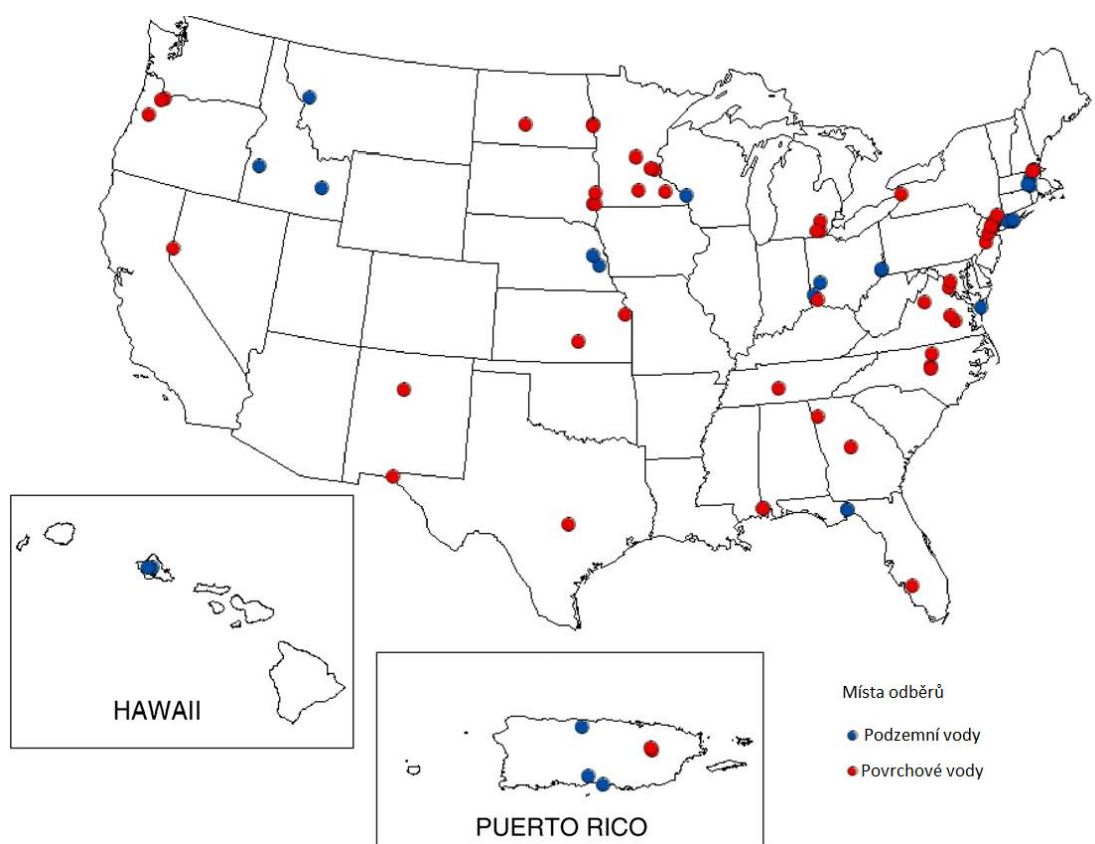 HAWAII
PUERTO RICO
Místa odběrů
Podzemní vody
Povrchové vody